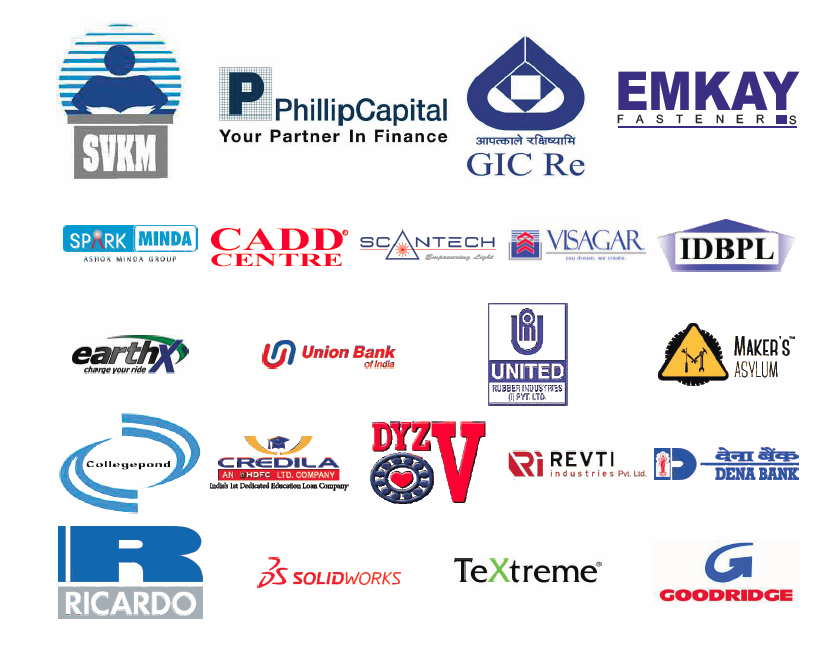 SVKM
P
PhillipCapital
Your Partner In Finance
आपत्काले रक्षिष्यामि
GIC Re
EMKAY
FASTENERS
SPARK MINDA
ASHOK MINDA GROUP
CADD
CENTRE
SCANTECH
Empowering Light
VISAGAR
you dream, we create.
IDBPL
earthX
charge your ride
Union Bank
of India
UNITED
RUBBER INDUSTRIES
(I) PVT. LTD.
MAKER'S™
ASYLUM
Collegepond
CREDILA
AN HDFC LTD. COMPANY
India's 1st Dedicated Education Loan Company
DYZ V
Ri REVTI
industries Pvt. Ltd.
देना बैंक
DENA BANK
R
RICARDO
SOLIDWORKS
TeXtreme®
GOODRIDGE